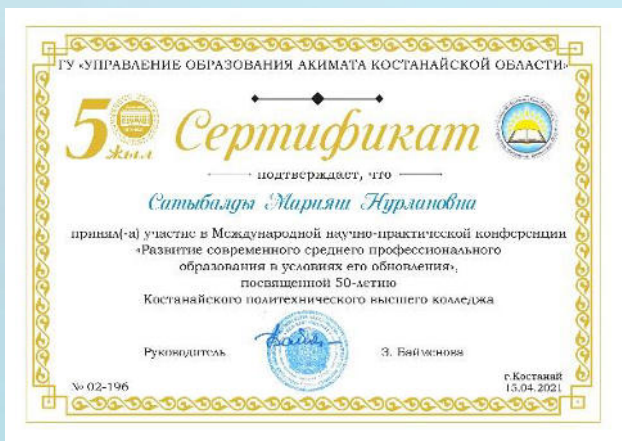 ГУ «УПРАВЛЕНИЕ ОБРАЗОВАНИЯ АКИМАТА КОСТАНАЙСКОЙ ОБЛАСТИ»
50
жыл
Сертификат
подтверждает, что
Сатыбалды Марияш Нурлановна
принял(-а) участие в Международной научно-практической конференции
«Развитие современного среднего профессионального
образования в условиях его обновления»,
посвященной 50-летию
Костанайского политехнического высшего колледжа
Руководитель
З. Байменова
№ 02-196
г.Костанай
15.04.2021